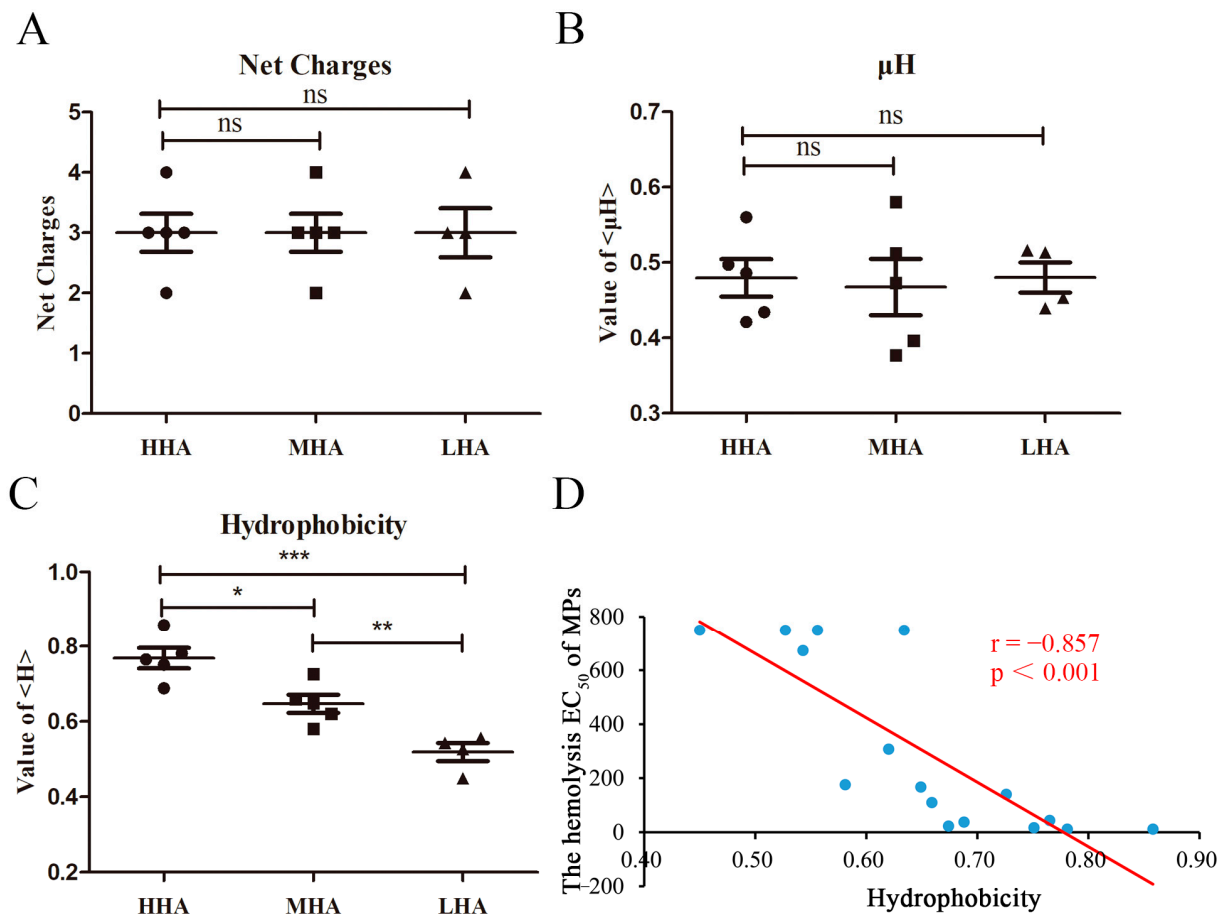 A
Net Charges
ns
ns
Net Charges
5
4
3
2
1
0
HHA
MHA
LHA
B
µH
ns
ns
Value of <µH>
0.7
0.6
0.5
0.4
0.3
HHA
MHA
LHA
C
Hydrophobicity
***
*
**
Value of <H>
1.0
0.8
0.6
0.4
0.2
HHA
MHA
LHA
D
The hemolysis EC50 of MPs
800
600
400
200
0
−200
r = −0.857
p < 0.001
0.40
0.50
0.60
0.70
0.80
0.90
Hydrophobicity